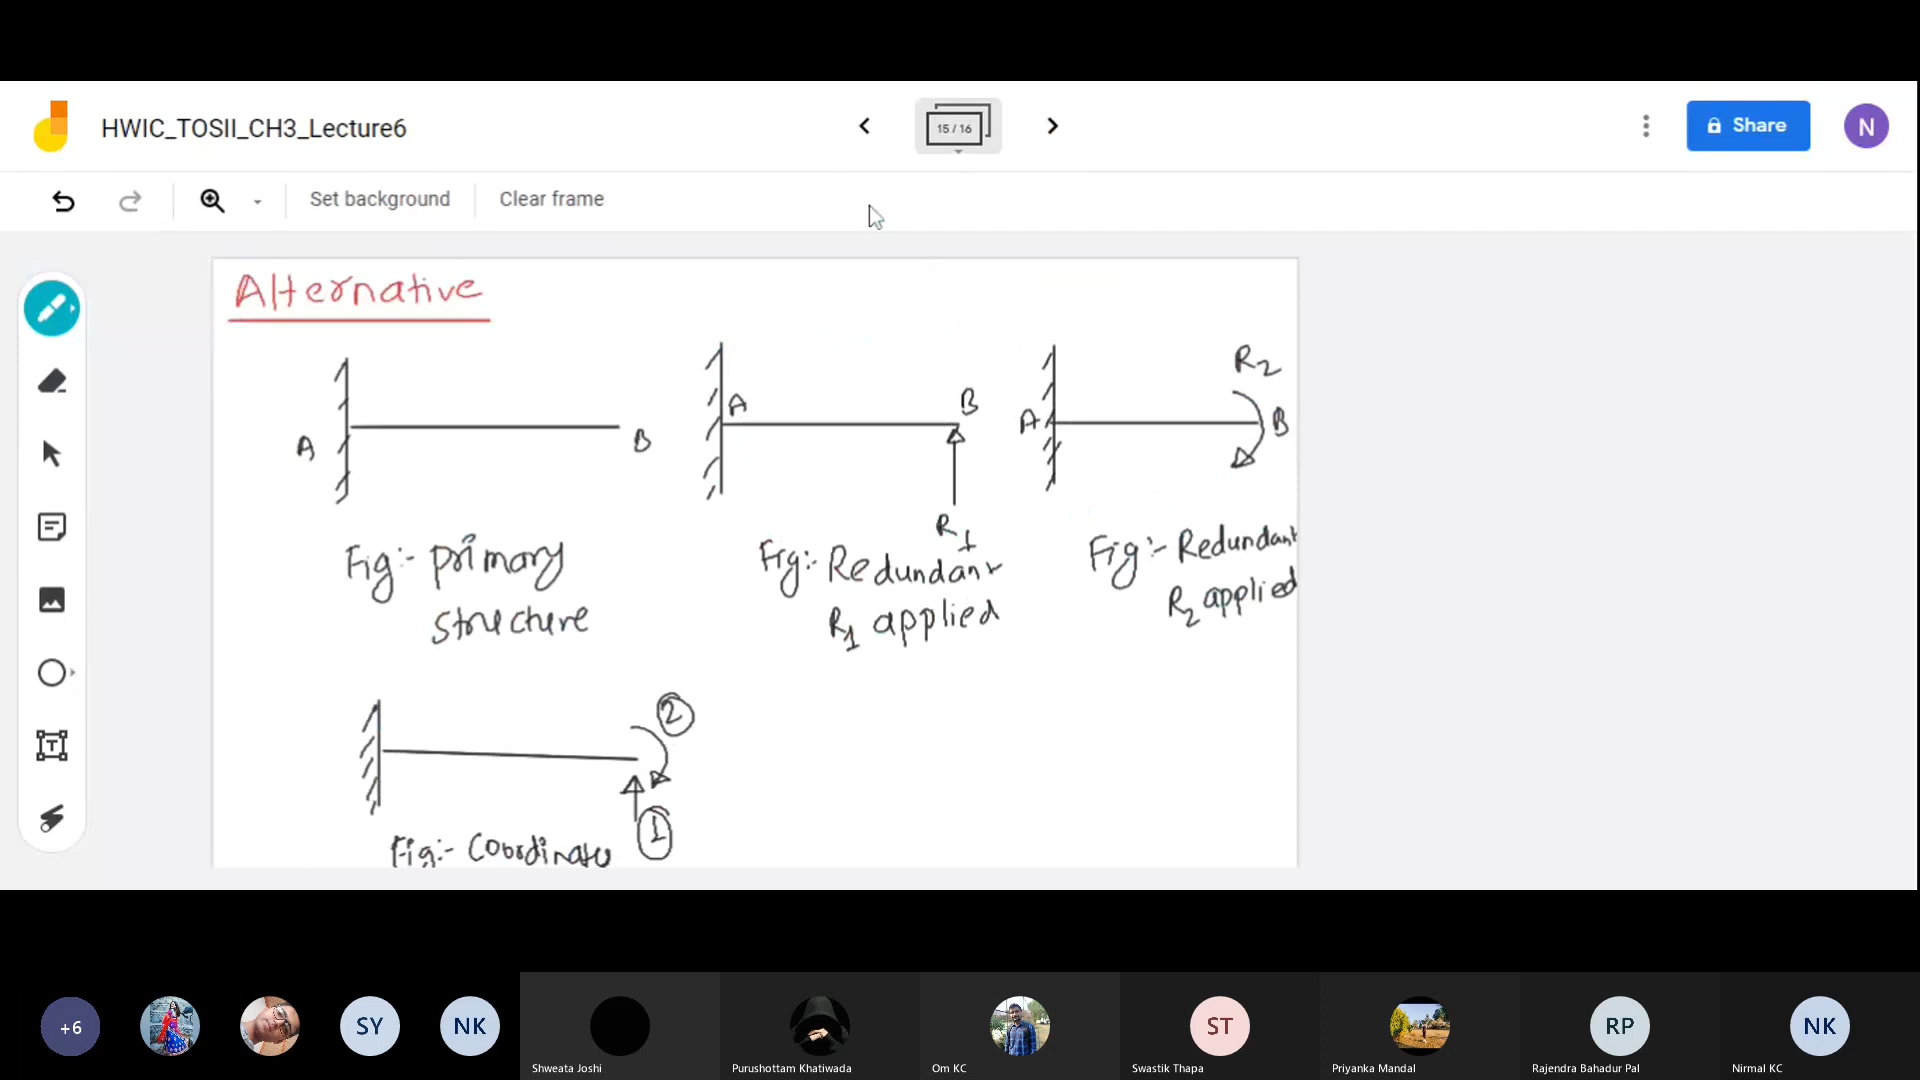 HWIC_TOSII_CH3_Lecture6
15 / 16
Share
N
Set background
Clear frame
Alternative
A
B
Fig:- primary
structure
A
B
R1
Fig:- Redundant
R1 applied
R2
A
B
Fig:- Redundant
R2 applied
2
1
Fig:- Coordinate
+6
SY
NK
ST
RP
NK
Shweata Joshi
Purushottam Khatiwada
Om KC
Swastik Thapa
Priyanka Mandal
Rajendra Bahadur Pal
Nirmal KC